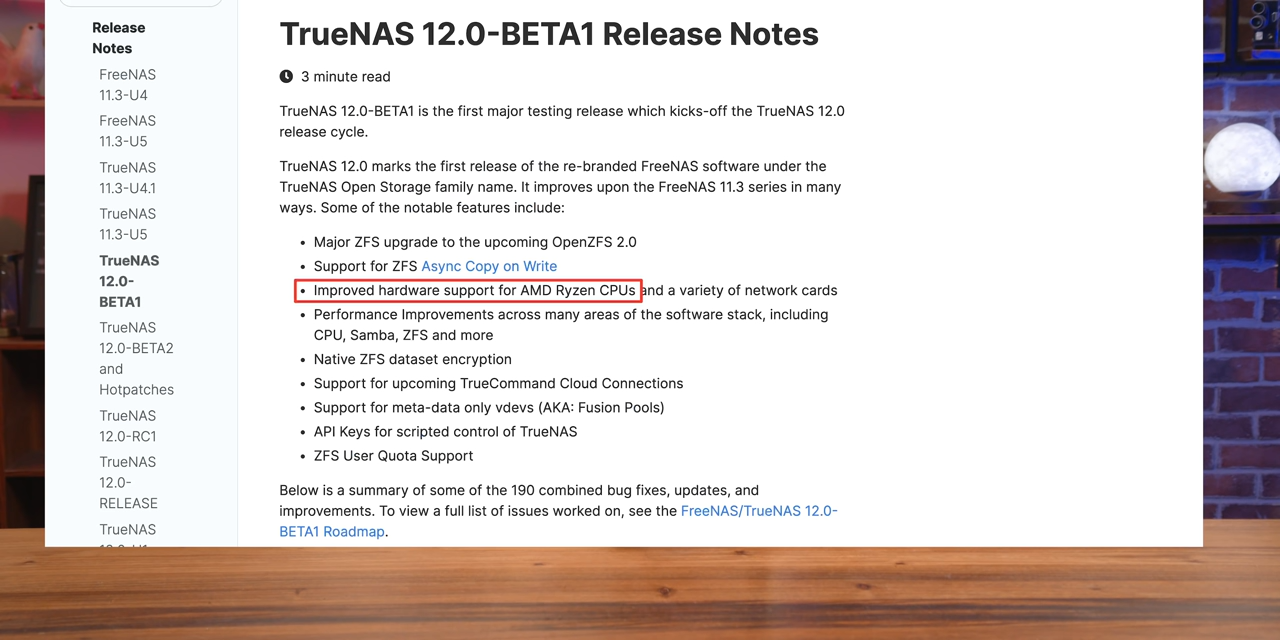 Release
Notes
FreeNAS
11.3-U4
FreeNAS
11.3-U5
TrueNAS
11.3-U4.1
TrueNAS
11.3-U5
TrueNAS
12.0-
BETA1
TrueNAS
12.0-BETA2
and
Hotpatches
TrueNAS
12.0-RC1
TrueNAS
12.0-
RELEASE
TrueNAS
TrueNAS 12.0-BETA1 Release Notes
3 minute read
TrueNAS 12.0-BETA1 is the first major testing release which kicks-off the TrueNAS 12.0
release cycle.
TrueNAS 12.0 marks the first release of the re-branded FreeNAS software under the
TrueNAS Open Storage family name. It improves upon the FreeNAS 11.3 series in many
ways. Some of the notable features include:
• Major ZFS upgrade to the upcoming OpenZFS 2.0
• Support for ZFS Async Copy on Write
• Improved hardware support for AMD Ryzen CPUs and a variety of network cards
• Performance Improvements across many areas of the software stack, including
CPU, Samba, ZFS and more
• Native ZFS dataset encryption
• Support for upcoming TrueCommand Cloud Connections
• Support for meta-data only vdevs (AKA: Fusion Pools)
• API Keys for scripted control of TrueNAS
• ZFS User Quota Support
Below is a summary of some of the 190 combined bug fixes, updates, and
improvements. To view a full list of issues worked on, see the FreeNAS/TrueNAS 12.0-
BETA1 Roadmap.